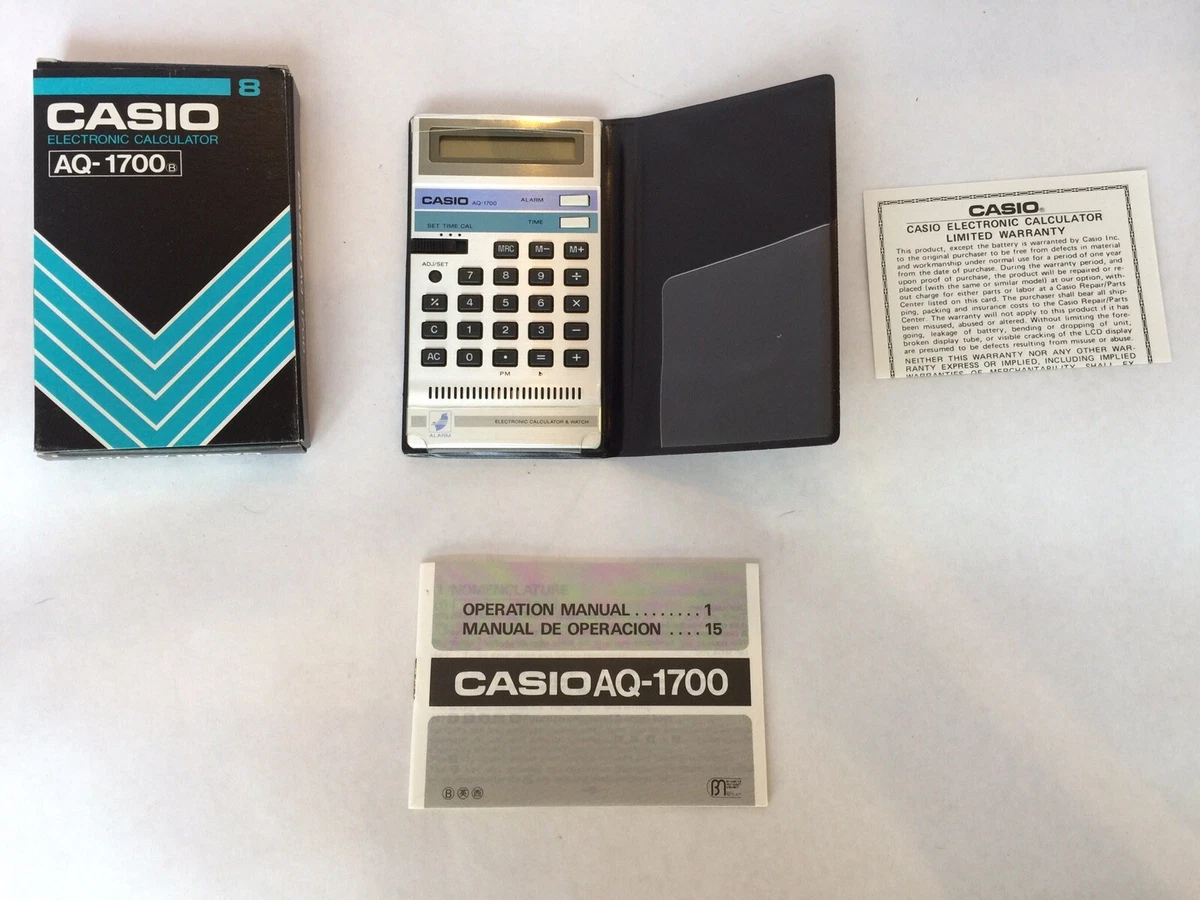 8
CASIO
ELECTRONIC CALCULATOR
AQ-1700 (B)
CASIO AQ-1700 ALARM
TIME
SET TIME CAL
MRC M− M+
ADJ/SET
7 8 9 ÷
% 4 5 6 ×
C 1 2 3 −
AC 0 · = +
PM
ALARM
ELECTRONIC CALCULATOR & WATCH
CASIO®
CASIO ELECTRONIC CALCULATOR
LIMITED WARRANTY
This product, except the battery is warranted by Casio Inc.
to the original purchaser to be free from defects in material
and workmanship under normal use for a period of one year
from the date of purchase. During the warranty period, and
upon proof of purchase, the product will be repaired or re-
placed (with the same or similar model) at our option, with-
out charge for either parts or labor at a Casio Repair/Parts
Center listed on this card. The purchaser shall bear all ship-
ping, packing and insurance costs to the Casio Repair/Parts
Center. The warranty will not apply to this product if it has
been misused, abused or altered. Without limiting the fore-
going, leakage of battery, bending or dropping of unit,
broken display tube, or visible cracking of the LCD display
are presumed to be defects resulting from misuse or abuse.
NEITHER THIS WARRANTY NOR ANY OTHER WAR-
RANTY EXPRESS OR IMPLIED, INCLUDING IMPLIED
WARRANTIES OF MERCHANTABILITY, SHALL EX
NOMENCLATURE
OPERATION MANUAL ........ 1
MANUAL DE OPERACION .... 15
CASIO AQ-1700
Ⓑ 英 西